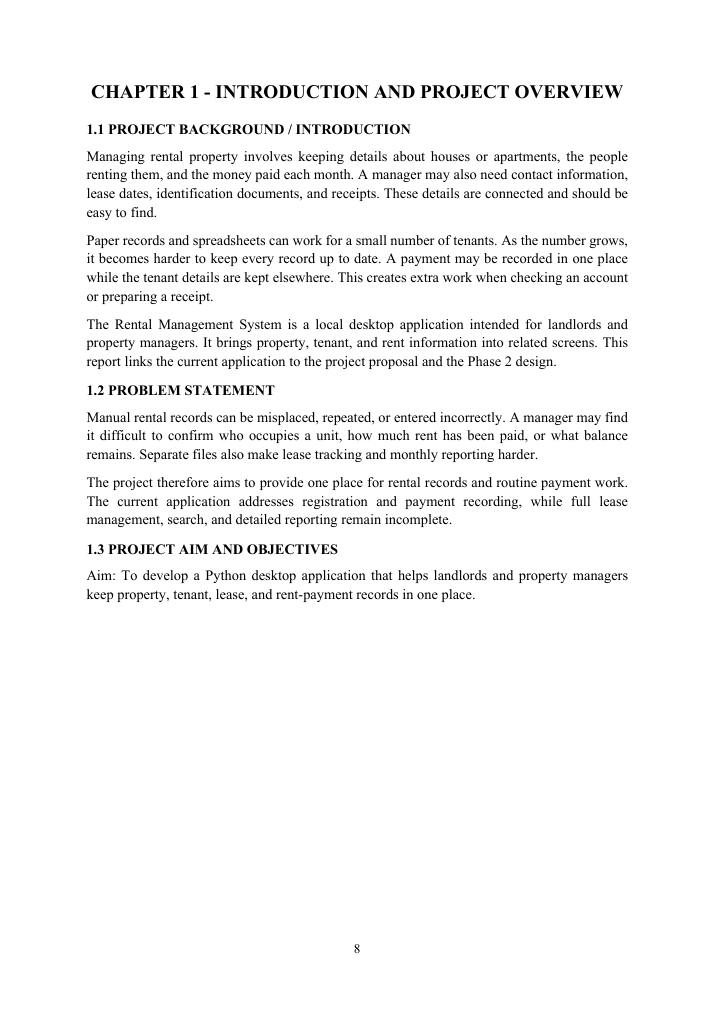 CHAPTER 1 - INTRODUCTION AND PROJECT OVERVIEW
1.1 PROJECT BACKGROUND / INTRODUCTION
Managing rental property involves keeping details about houses or apartments, the people
renting them, and the money paid each month. A manager may also need contact information,
lease dates, identification documents, and receipts. These details are connected and should be
easy to find.
Paper records and spreadsheets can work for a small number of tenants. As the number grows,
it becomes harder to keep every record up to date. A payment may be recorded in one place
while the tenant details are kept elsewhere. This creates extra work when checking an account
or preparing a receipt.
The Rental Management System is a local desktop application intended for landlords and
property managers. It brings property, tenant, and rent information into related screens. This
report links the current application to the project proposal and the Phase 2 design.
1.2 PROBLEM STATEMENT
Manual rental records can be misplaced, repeated, or entered incorrectly. A manager may find
it difficult to confirm who occupies a unit, how much rent has been paid, or what balance
remains. Separate files also make lease tracking and monthly reporting harder.
The project therefore aims to provide one place for rental records and routine payment work.
The current application addresses registration and payment recording, while full lease
management, search, and detailed reporting remain incomplete.
1.3 PROJECT AIM AND OBJECTIVES
Aim: To develop a Python desktop application that helps landlords and property managers
keep property, tenant, lease, and rent-payment records in one place.
8